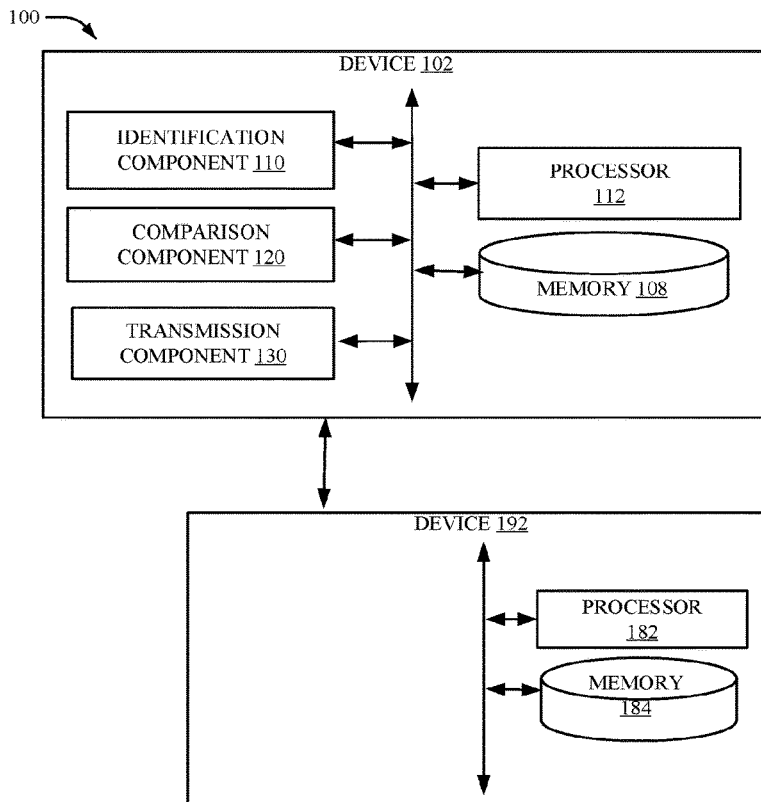 100
DEVICE 102
IDENTIFICATION
COMPONENT 110
PROCESSOR
112
COMPARISON
COMPONENT 120
MEMORY 108
TRANSMISSION
COMPONENT 130
DEVICE 192
PROCESSOR
182
MEMORY
184